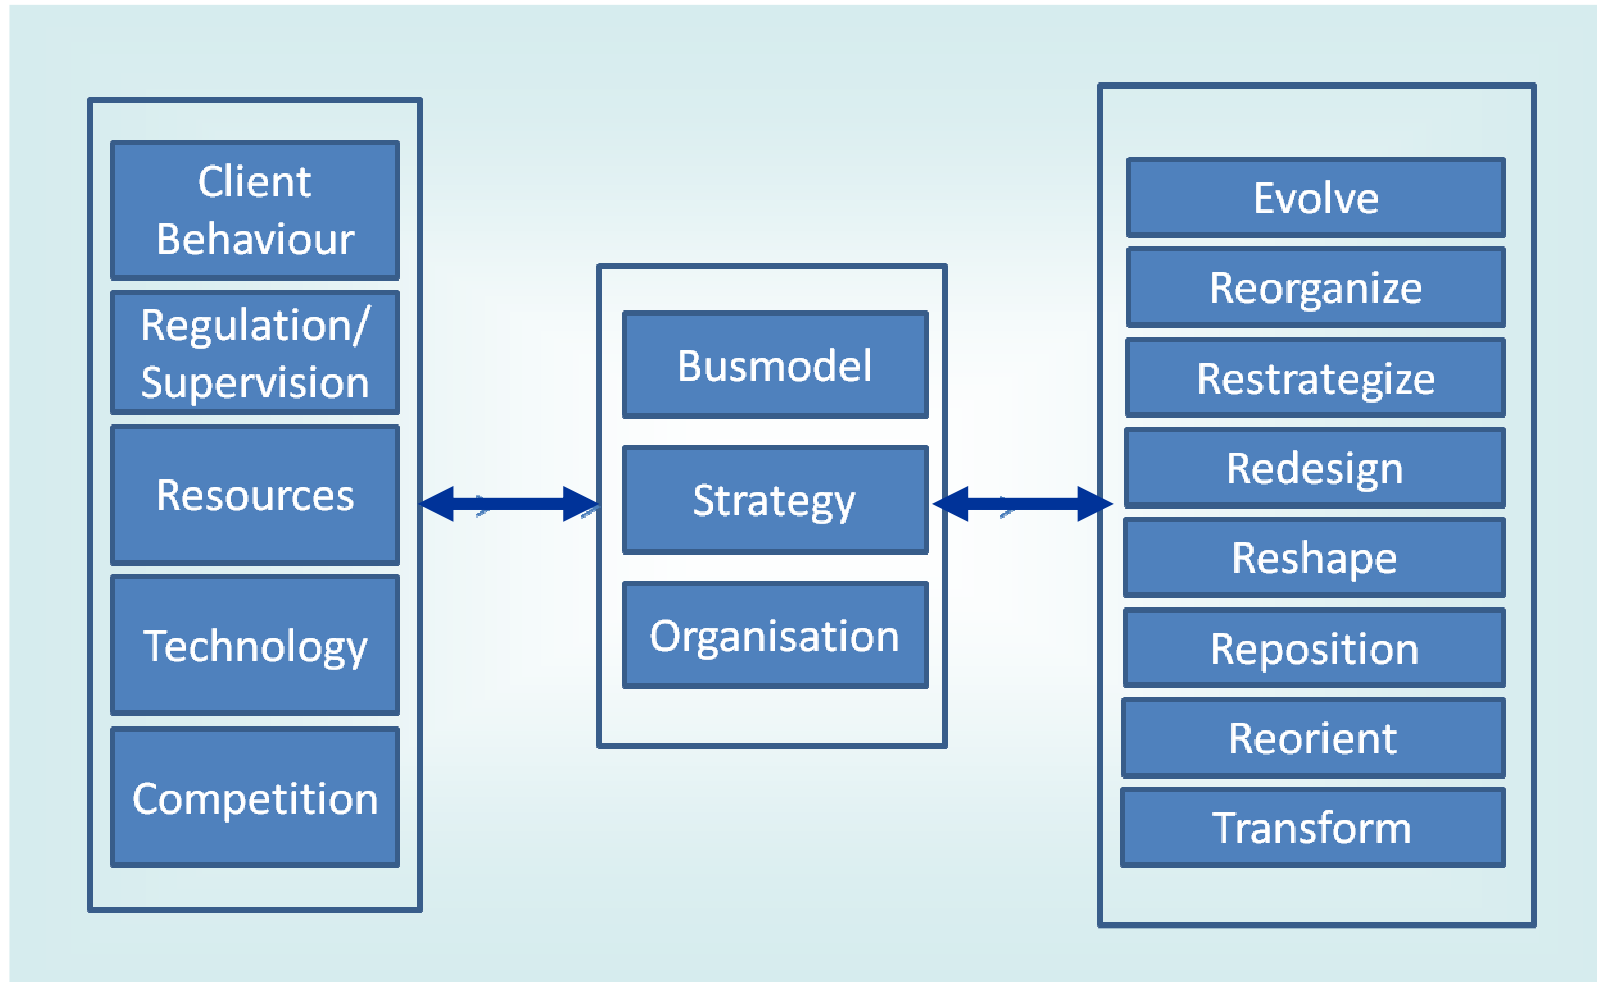 Client
Behaviour
Regulation/
Supervision
Resources
Technology
Competition
Busmodel
Strategy
Organisation
Evolve
Reorganize
Restrategize
Redesign
Reshape
Reposition
Reorient
Transform